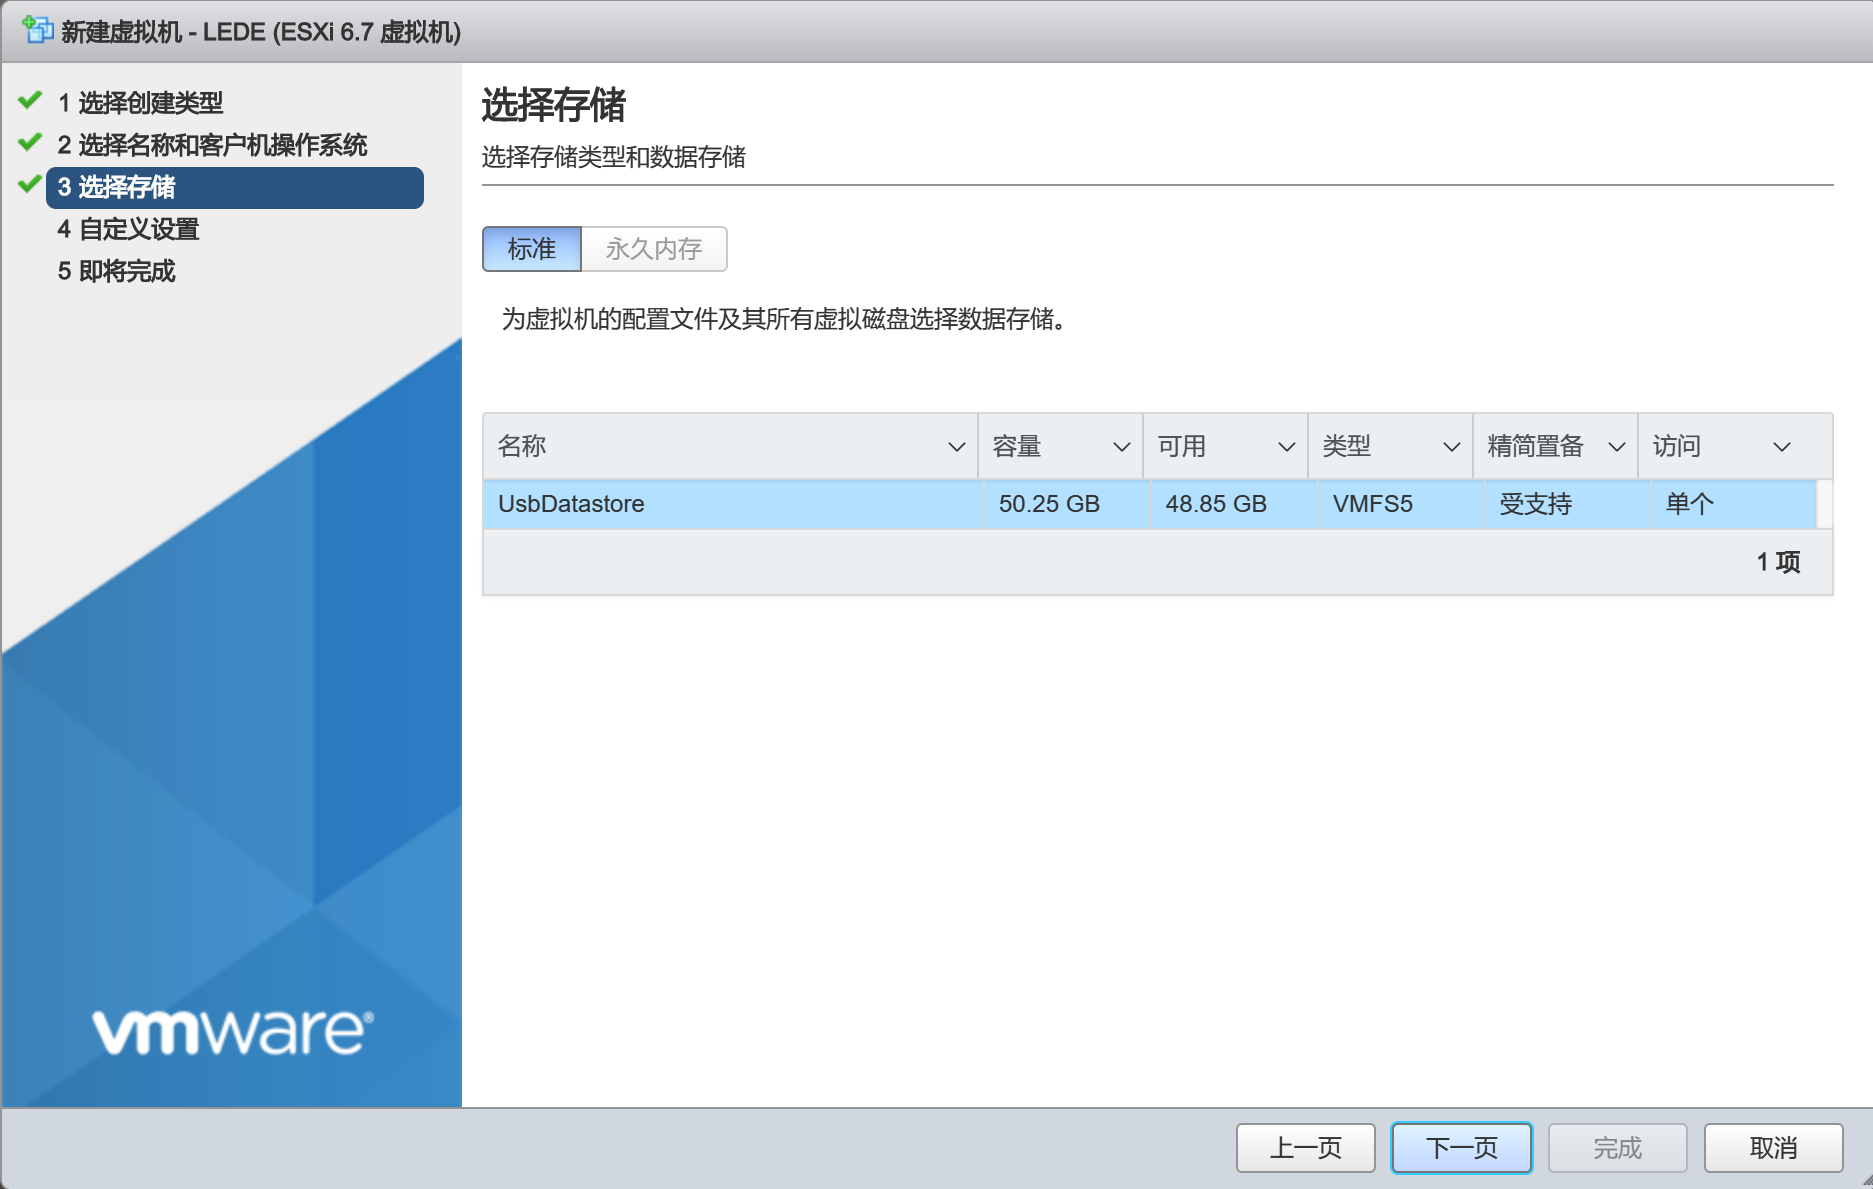 新建虚拟机 - LEDE (ESXi 6.7 虚拟机)
1 选择创建类型
2 选择名称和客户机操作系统
3 选择存储
4 自定义设置
5 即将完成
vmware®
选择存储
选择存储类型和数据存储
标准 永久内存
为虚拟机的配置文件及其所有虚拟磁盘选择数据存储。
名称 容量 可用 类型 精简置备 访问
UsbDatastore 50.25 GB 48.85 GB VMFS5 受支持 单个
1 项
上一页 下一页 完成 取消